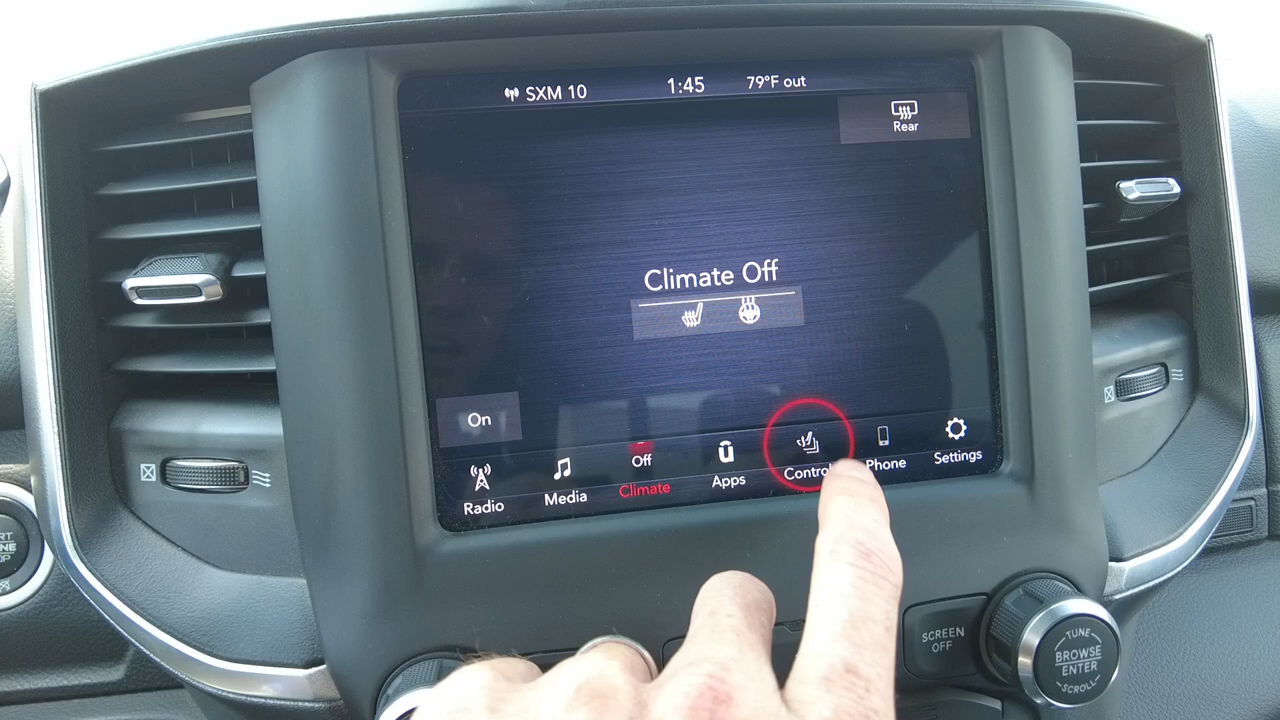 SXM 10
1:45
79°F out
Rear
Climate Off
On
Off
Radio
Media
Climate
Apps
Phone
Settings
SCREEN
OFF
TUNE
BROWSE
ENTER
SCROLL